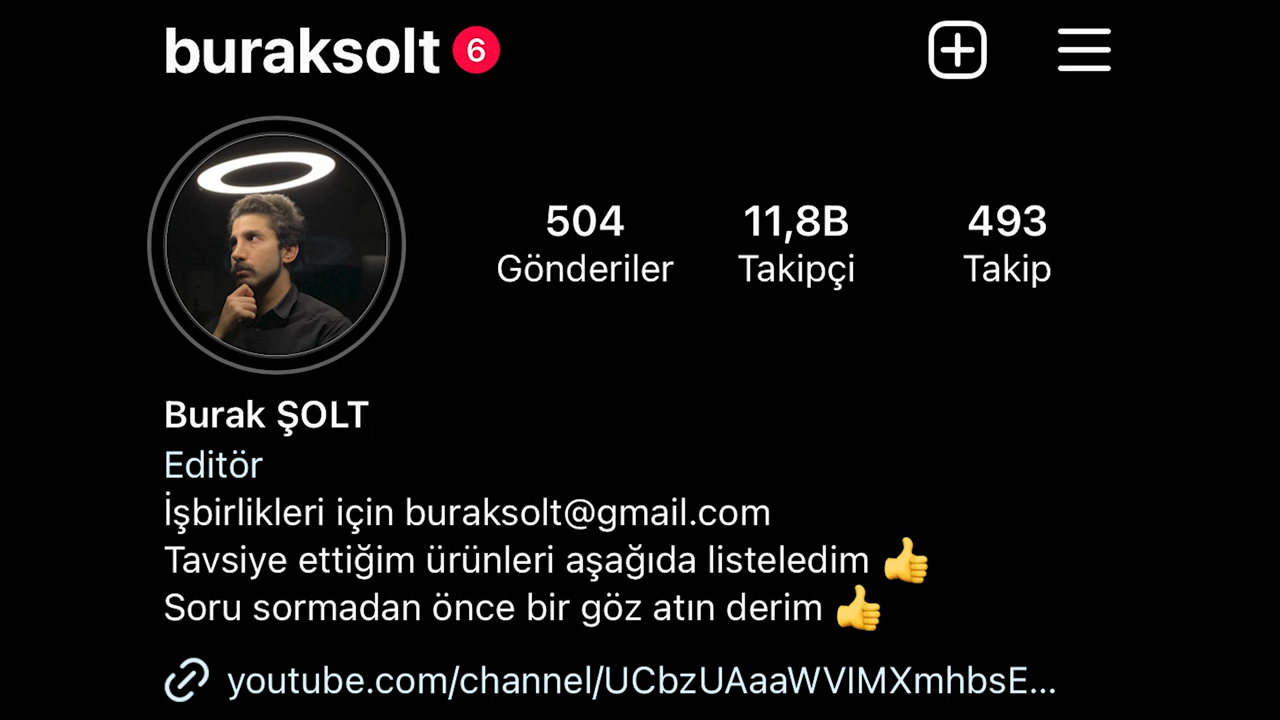 buraksolt 6
504 11,8B 493
Gönderiler Takipçi Takip
Burak ŞOLT
Editör
İşbirlikleri için buraksolt@gmail.com
Tavsiye ettiğim ürünleri aşağıda listeledim 👍
Soru sormadan önce bir göz atın derim 👍
youtube.com/channel/UCbzUAaaWVlMXmhbsE...